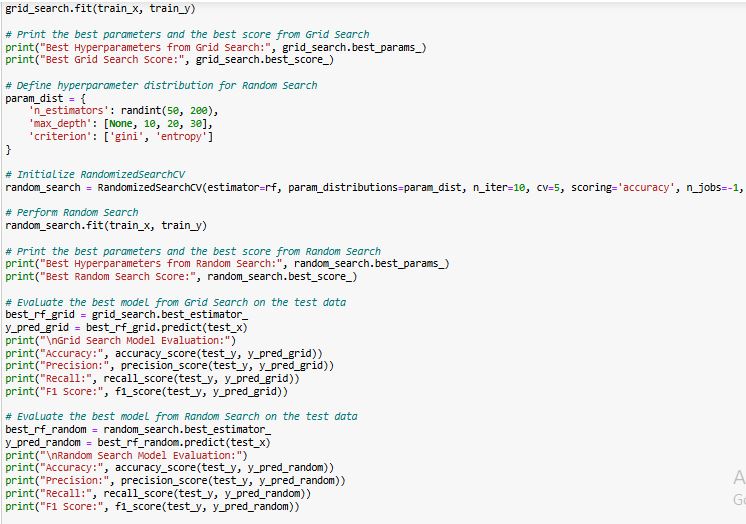 grid_search.fit(train_x, train_y)
# Print the best parameters and the best score from Grid Search
print("Best Hyperparameters from Grid Search:", grid_search.best_params_)
print("Best Grid Search Score:", grid_search.best_score_)
# Define hyperparameter distribution for Random Search
param_dist = {
    'n_estimators': randint(50, 200),
    'max_depth': [None, 10, 20, 30],
    'criterion': ['gini', 'entropy']
}
# Initialize RandomizedSearchCV
random_search = RandomizedSearchCV(estimator=rf, param_distributions=param_dist, n_iter=10, cv=5, scoring='accuracy', n_jobs=-1,
# Perform Random Search
random_search.fit(train_x, train_y)
# Print the best parameters and the best score from Random Search
print("Best Hyperparameters from Random Search:", random_search.best_params_)
print("Best Random Search Score:", random_search.best_score_)
# Evaluate the best model from Grid Search on the test data
best_rf_grid = grid_search.best_estimator_
y_pred_grid = best_rf_grid.predict(test_x)
print("\nGrid Search Model Evaluation:")
print("Accuracy:", accuracy_score(test_y, y_pred_grid))
print("Precision:", precision_score(test_y, y_pred_grid))
print("Recall:", recall_score(test_y, y_pred_grid))
print("F1 Score:", f1_score(test_y, y_pred_grid))
# Evaluate the best model from Random Search on the test data
best_rf_random = random_search.best_estimator_
y_pred_random = best_rf_random.predict(test_x)
print("\nRandom Search Model Evaluation:")
print("Accuracy:", accuracy_score(test_y, y_pred_random))
print("Precision:", precision_score(test_y, y_pred_random))
print("Recall:", recall_score(test_y, y_pred_random))
print("F1 Score:", f1_score(test_y, y_pred_random))